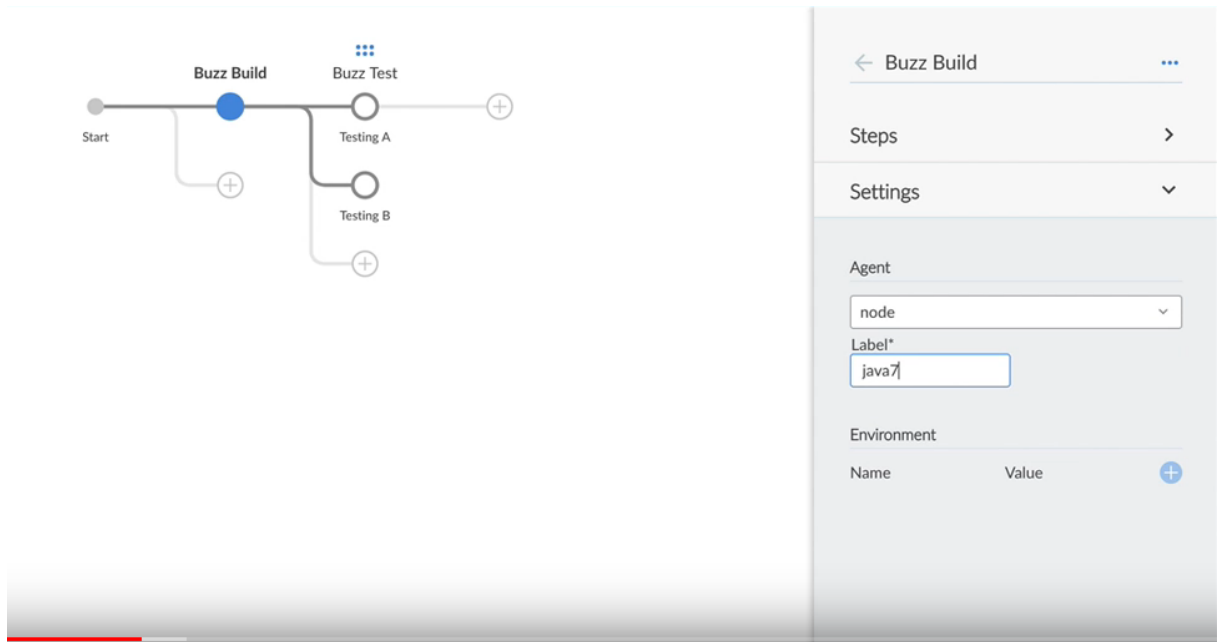 Buzz Build
Buzz Test
Start
Testing A
Testing B
Buzz Build
Steps
Settings
Agent
node
Label*
java7
Environment
Name Value